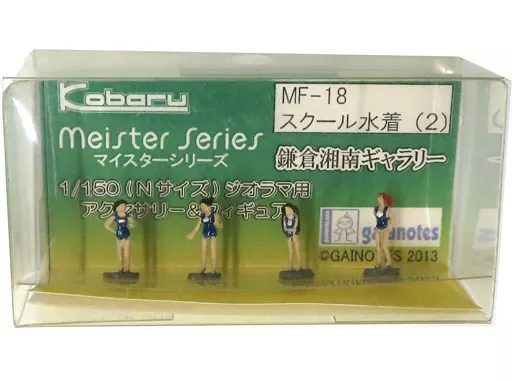 Kobaru
MF-18
スクール水着 (2)
Meister Series
マイスターシリーズ
鎌倉湘南ギャラリー
1/150 (Nサイズ) ジオラマ用
アクセサリー&フィギュア
gaianotes
©GAINOTES 2013